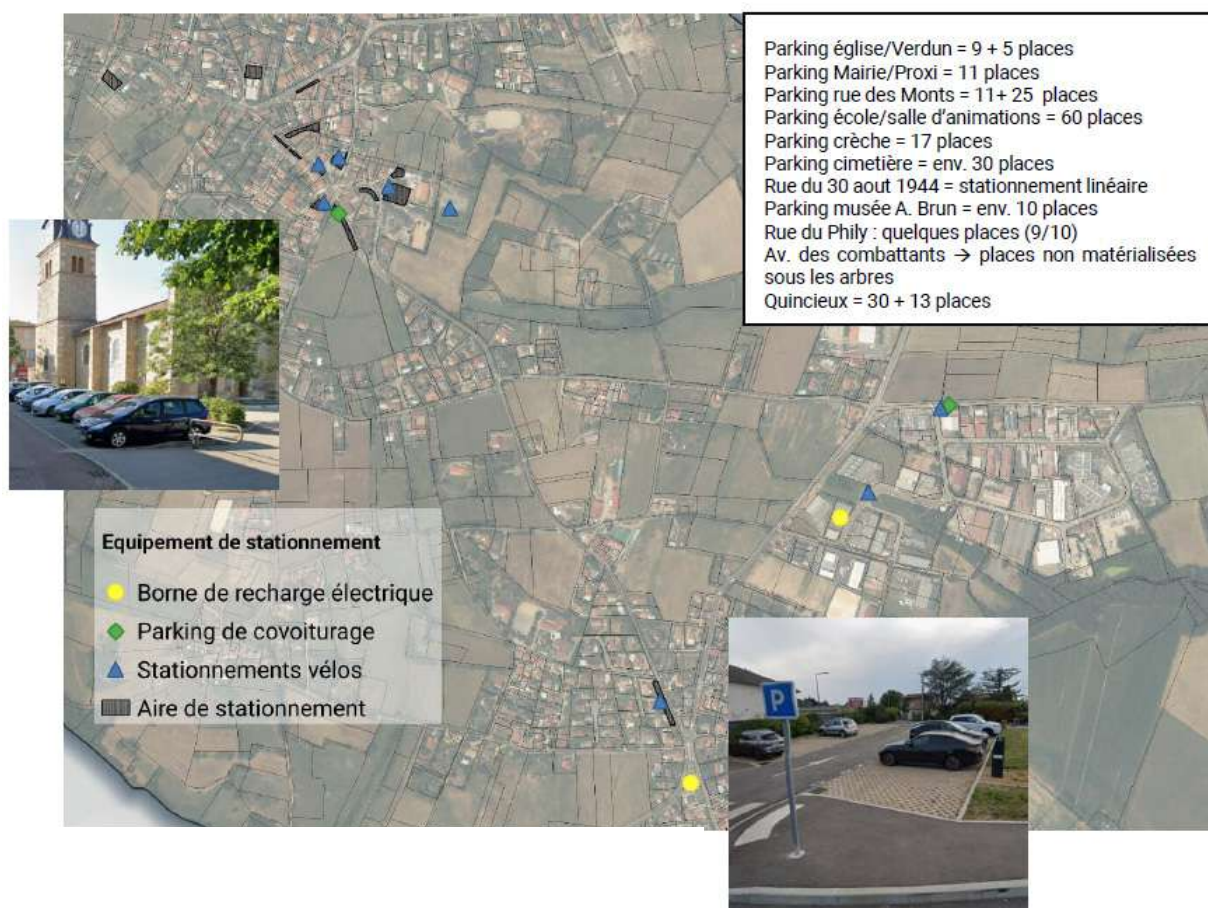 Parking église/Verdun = 9 + 5 places
Parking Mairie/Proxi = 11 places
Parking rue des Monts = 11+ 25 places
Parking école/salle d'animations = 60 places
Parking crèche = 17 places
Parking cimetière = env. 30 places
Rue du 30 aout 1944 = stationnement linéaire
Parking musée A. Brun = env. 10 places
Rue du Phily : quelques places (9/10)
Av. des combattants → places non matérialisées
sous les arbres
Quincieux = 30 + 13 places
Equipement de stationnement
Borne de recharge électrique
Parking de covoiturage
Stationnements vélos
Aire de stationnement
P